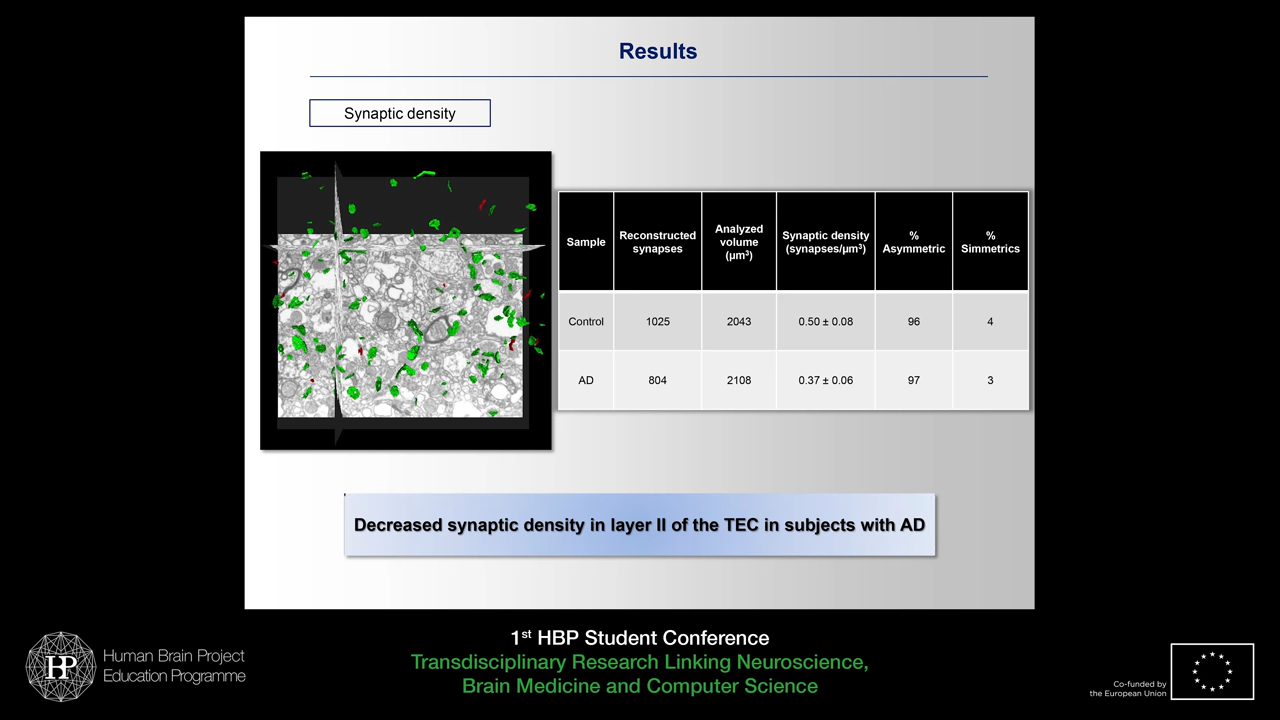 Results
Synaptic density
Sample
Reconstructed
synapses
Analyzed
volume
(µm³)
Synaptic density
(synapses/µm³)
%
Asymmetric
%
Simmetrics
Control 1025 2043 0.50 ± 0.08 96 4
AD 804 2108 0.37 ± 0.06 97 3
Decreased synaptic density in layer II of the TEC in subjects with AD
1st HBP Student Conference
Transdisciplinary Research Linking Neuroscience,
Brain Medicine and Computer Science
HP
Human Brain Project
Education Programme
Co-funded by
the European Union